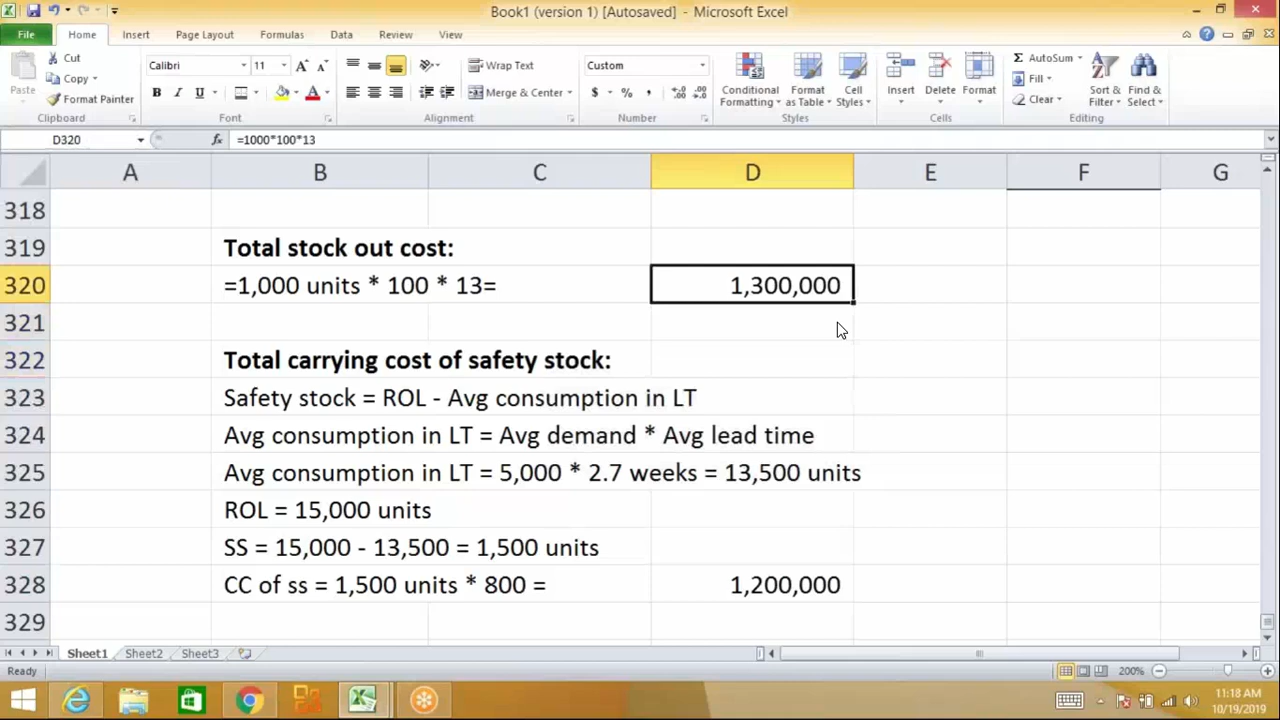 Book1 (version 1) [Autosaved] - Microsoft Excel
File Home Insert Page Layout Formulas Data Review View
Cut
Copy
Format Painter
Paste
Clipboard
Calibri 11
B I U
Font
Wrap Text
Merge & Center
Alignment
Custom
$ % ,
Number
Conditional Formatting
Format as Table
Cell Styles
Styles
Insert Delete Format
Cells
Σ AutoSum
Fill
Clear
Sort & Filter
Find & Select
Editing
D320 fx =1000*100*13
A B C D E F G
318
319 Total stock out cost:
320 =1,000 units * 100 * 13= 1,300,000
321
322 Total carrying cost of safety stock:
323 Safety stock = ROL - Avg consumption in LT
324 Avg consumption in LT = Avg demand * Avg lead time
325 Avg consumption in LT = 5,000 * 2.7 weeks = 13,500 units
326 ROL = 15,000 units
327 SS = 15,000 - 13,500 = 1,500 units
328 CC of ss = 1,500 units * 800 = 1,200,000
329
Sheet1 Sheet2 Sheet3
Ready 200%
11:18 AM
10/19/2019